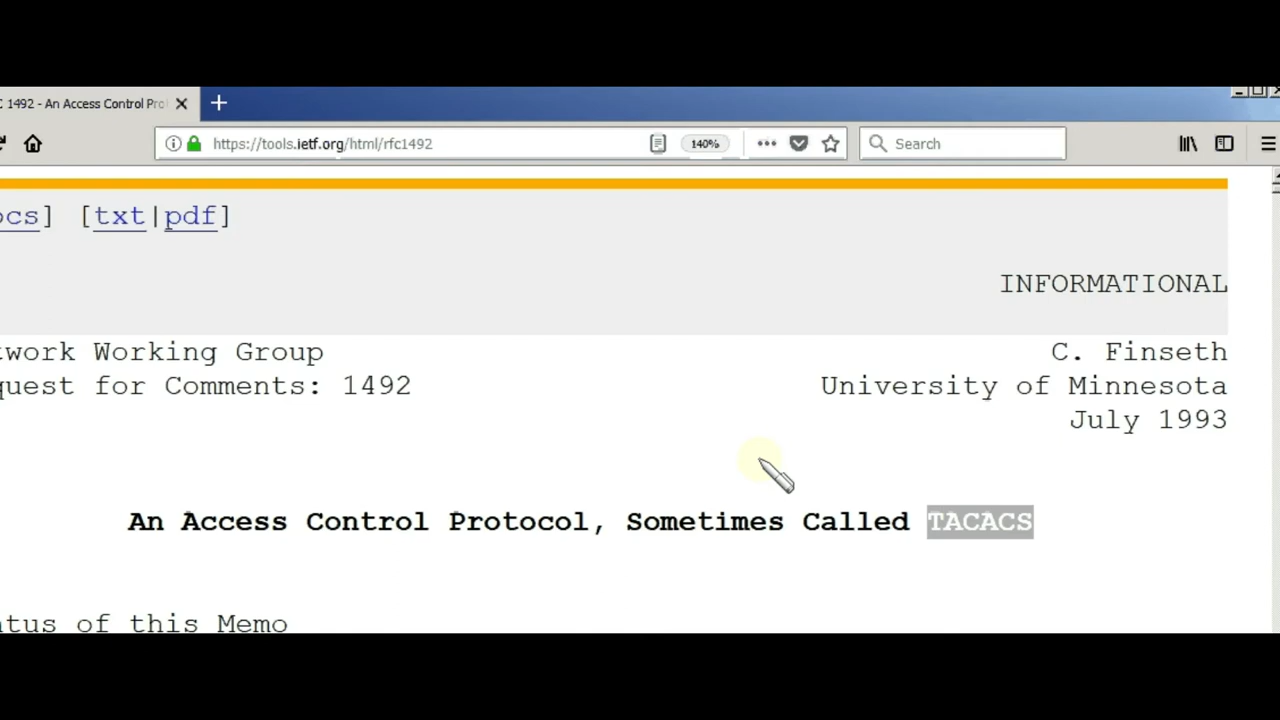 C 1492 - An Access Control Pro
https://tools.ietf.org/html/rfc1492
140%
Search
ocs] [txt|pdf]
INFORMATIONAL
twork Working Group C. Finseth
quest for Comments: 1492 University of Minnesota
July 1993
An Access Control Protocol, Sometimes Called TACACS
atus of this Memo